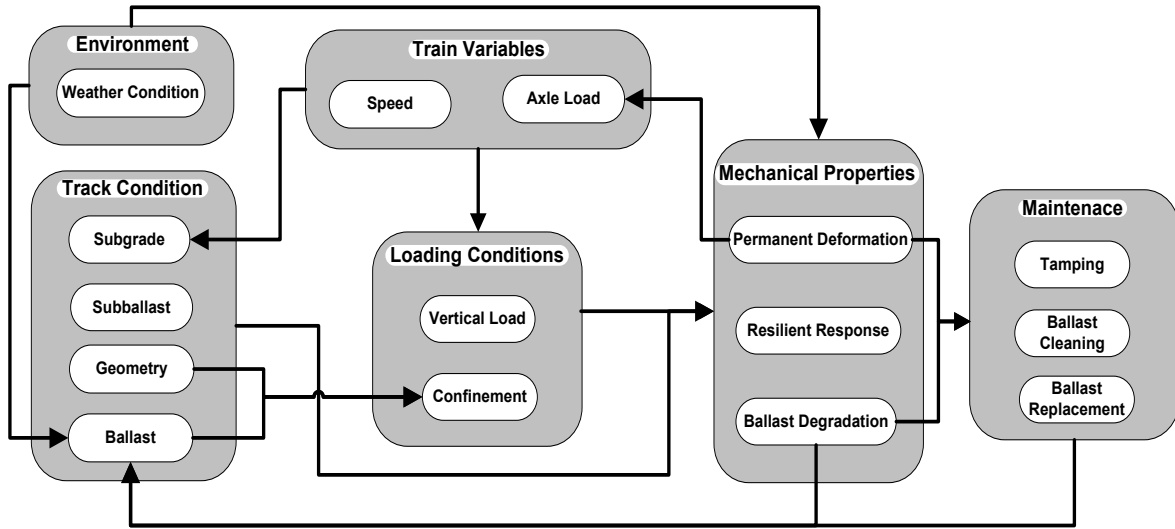 Environment
Weather Condition
Train Variables
Speed
Axle Load
Track Condition
Subgrade
Subballast
Geometry
Ballast
Loading Conditions
Vertical Load
Confinement
Mechanical Properties
Permanent Deformation
Resilient Response
Ballast Degradation
Maintenace
Tamping
Ballast
Cleaning
Ballast
Replacement